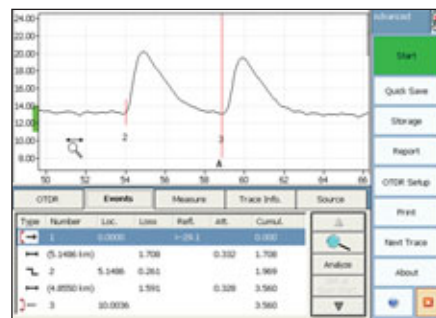 Advanced
24.00
22.00
20.00
18.00
16.00
14.00
12.00
10.00
8.00
2
3
A
50 52 54 56 58 60 62 64 66
Start
Quick Save
Storage
Report
OTDR Setup
Print
Next Trace
About
OTDR Events Measure Trace Info. Source
Type Number Loc. Loss Refl. Att. Cumul.
1 0.0000 >-29.1 0.000
(5.1486 km) 1.708 0.332 1.708
2 5.1486 0.261 1.969
(4.8550 km) 1.591 0.328 3.560
3 10.0036 3.560
Analyze